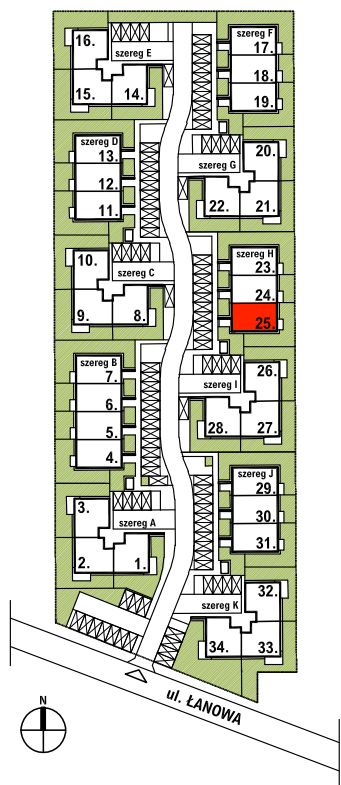 16.
szereg E
15.
14.
szereg F
17.
18.
19.
szereg D
13.
12.
11.
szereg G
20.
22.
21.
10.
szereg C
9.
8.
szereg H
23.
24.
25.
szereg B
7.
6.
5.
4.
szereg I
26.
28.
27.
3.
szereg A
2.
1.
szereg J
29.
30.
31.
szereg K
32.
34.
33.
ul. ŁANOWA
N